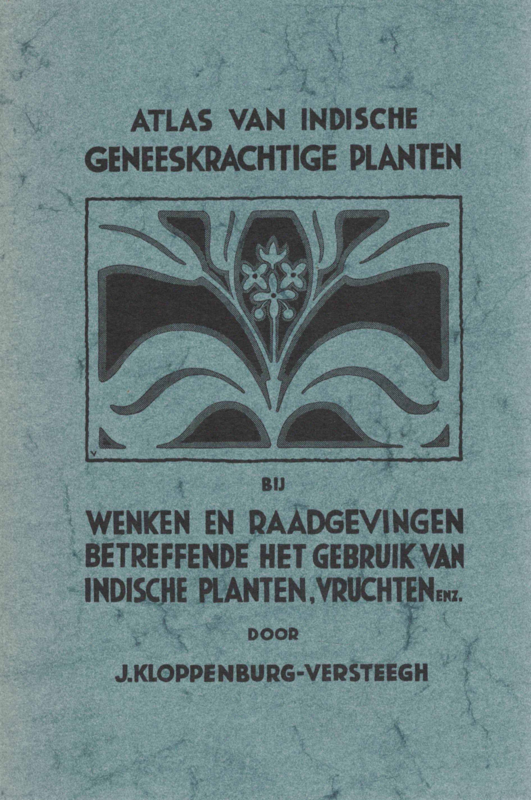 ATLAS VAN INDISCHE
GENEESKRACHTIGE PLANTEN
V
BIJ
WENKEN EN RAADGEVINGEN
BETREFFENDE HET GEBRUIK VAN
INDISCHE PLANTEN, VRUCHTEN ENZ.
DOOR
J.KLOPPENBURG-VERSTEEGH